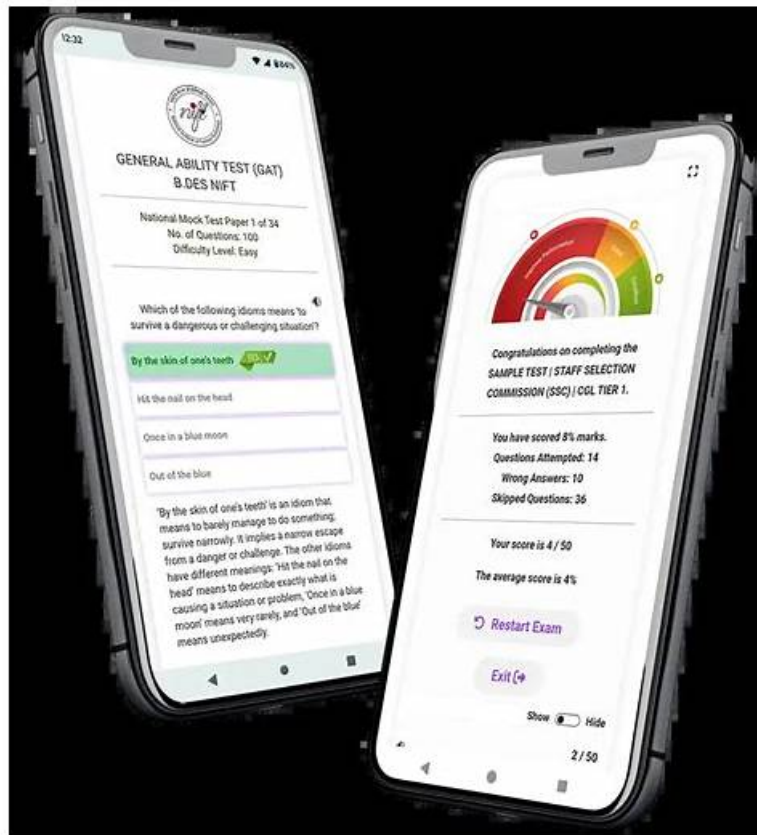 12:32
84%
nift
GENERAL ABILITY TEST (GAT)
B.DES NIFT
National Mock Test Paper 1 of 34
No. of Questions: 100
Difficulty Level: Easy
Which of the following idioms means 'to
survive a dangerous or challenging situation'?
By the skin of one's teeth
Hit the nail on the head
Once in a blue moon
Out of the blue
'By the skin of one's teeth' is an idiom that
means to barely manage to do something;
survive narrowly. It implies a narrow escape
from a danger or challenge. The other idioms
have different meanings: 'Hit the nail on the
head' means to describe exactly what is
causing a situation or problem, 'Once in a blue
moon' means very rarely, and 'Out of the blue'
means unexpectedly.
Congratulations on completing the
SAMPLE TEST | STAFF SELECTION
COMMISSION (SSC) | CGL TIER 1.
You have scored 8% marks.
Questions Attempted: 14
Wrong Answers: 10
Skipped Questions: 36
Your score is 4 / 50
The average score is 4%
Restart Exam
Exit
Show
Hide
2 / 50